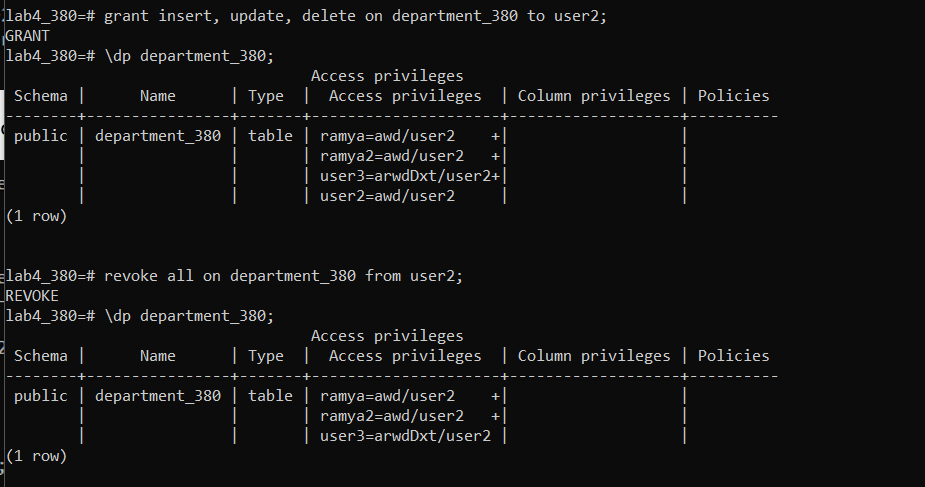 lab4_380=# grant insert, update, delete on department_380 to user2;
GRANT
lab4_380=# \dp department_380;
                                  Access privileges
 Schema |      Name      | Type  |  Access privileges  | Column privileges | Policies
--------+----------------+-------+---------------------+-------------------+----------
 public | department_380 | table | ramya=awd/user2    +|                   |
        |                |       | ramya2=awd/user2   +|                   |
        |                |       | user3=arwdDxt/user2+|                   |
        |                |       | user2=awd/user2     |                   |
(1 row)
lab4_380=# revoke all on department_380 from user2;
REVOKE
lab4_380=# \dp department_380;
                                  Access privileges
 Schema |      Name      | Type  |  Access privileges  | Column privileges | Policies
--------+----------------+-------+---------------------+-------------------+----------
 public | department_380 | table | ramya=awd/user2    +|                   |
        |                |       | ramya2=awd/user2   +|                   |
        |                |       | user3=arwdDxt/user2 |                   |
(1 row)